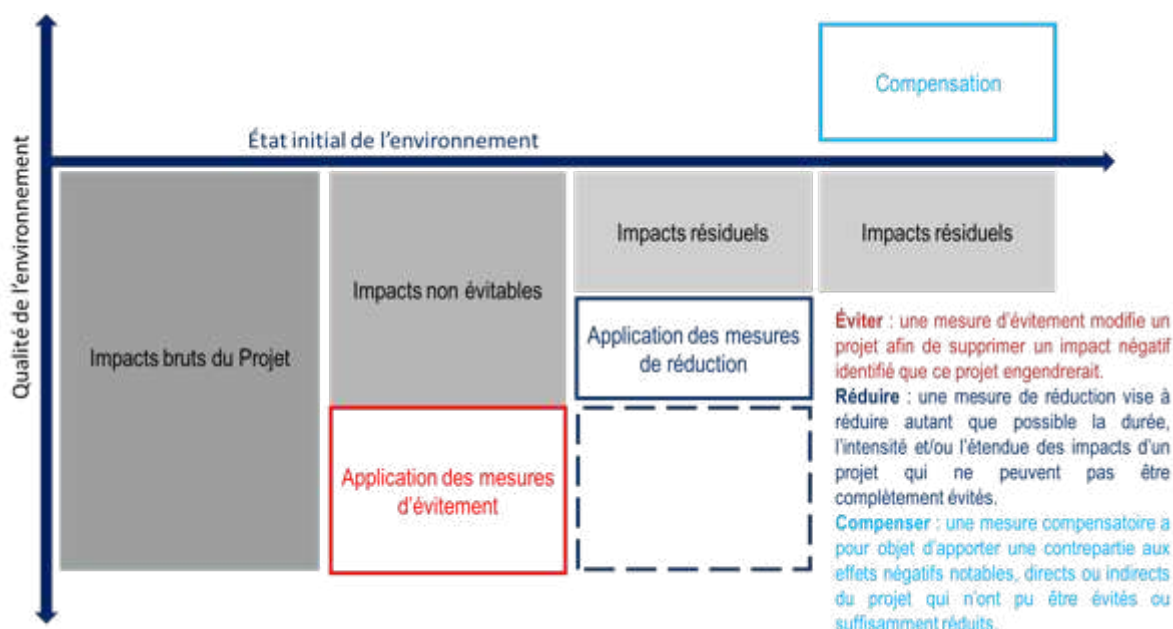 Compensation
État initial de l'environnement
Qualité de l'environnement
Impacts bruts du Projet
Impacts non évitables
Impacts résiduels
Impacts résiduels
Application des mesures
de réduction
Application des mesures
d'évitement
Éviter : une mesure d'évitement modifie un
projet afin de supprimer un impact négatif
identifié que ce projet engendrerait.
Réduire : une mesure de réduction vise à
réduire autant que possible la durée,
l'intensité et/ou l'étendue des impacts d'un
projet qui ne peuvent pas être
complètement évités.
Compenser : une mesure compensatoire a
pour objet d'apporter une contrepartie aux
effets négatifs notables, directs ou indirects
du projet qui n'ont pu être évités ou
suffisamment réduits.